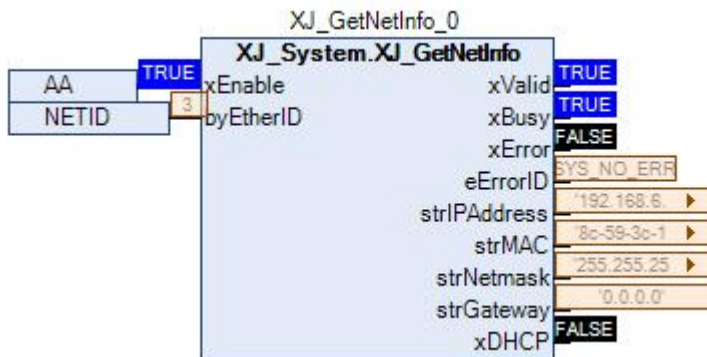 XJ_GetNetInfo_0
XJ_System.XJ_GetNetInfo
AA TRUE xEnable xValid TRUE
NETID 3 byEtherID xBusy TRUE
xError FALSE
eErrorID SYS_NO_ERR
strIPAddress '192.168.6.
strMAC '8c-59-3c-1
strNetmask '255.255.25
strGateway '0.0.0.0'
xDHCP FALSE